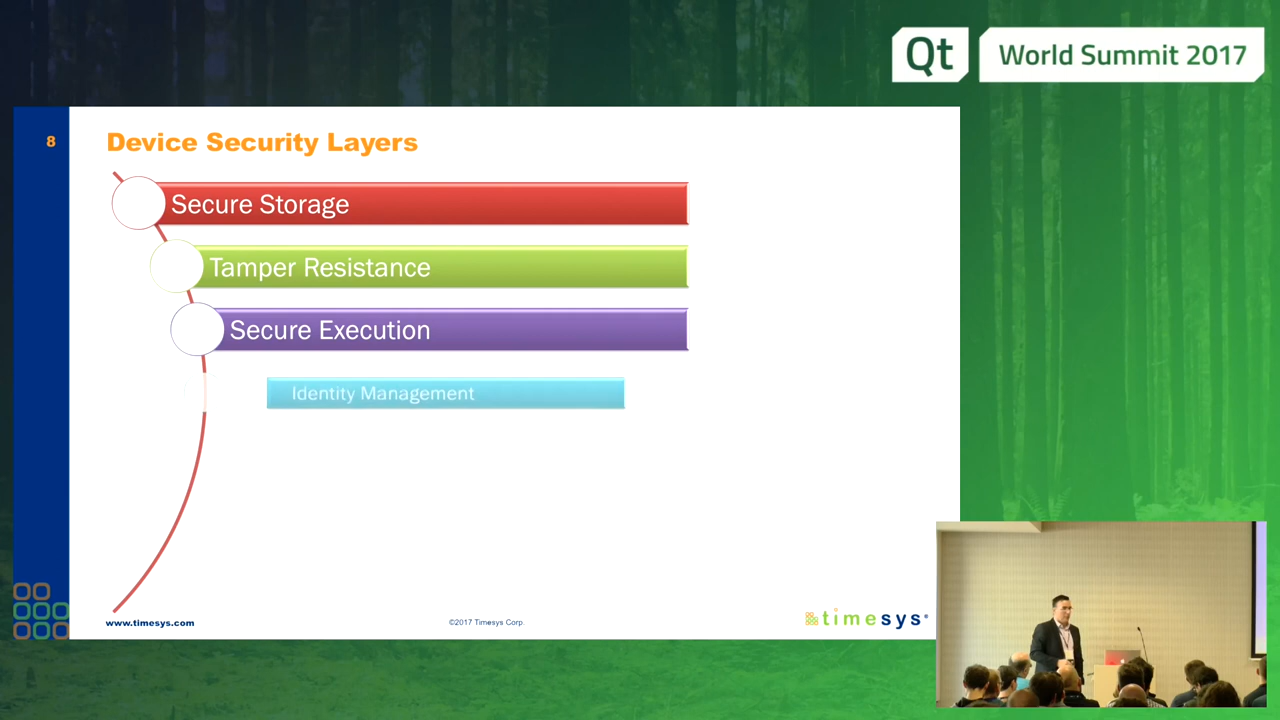 Qt
World Summit 2017
8
Device Security Layers
Secure Storage
Tamper Resistance
Secure Execution
Identity Management
www.timesys.com
©2017 Timesys Corp.
timesys®